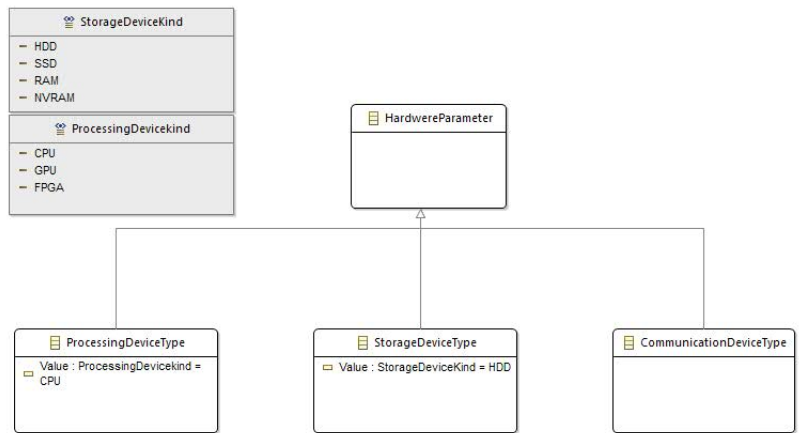 StorageDeviceKind
HDD
SSD
RAM
NVRAM
ProcessingDevicekind
CPU
GPU
FPGA
HardwereParameter
ProcessingDeviceType
Value : ProcessingDevicekind =
CPU
StorageDeviceType
Value : StorageDeviceKind = HDD
CommunicationDeviceType